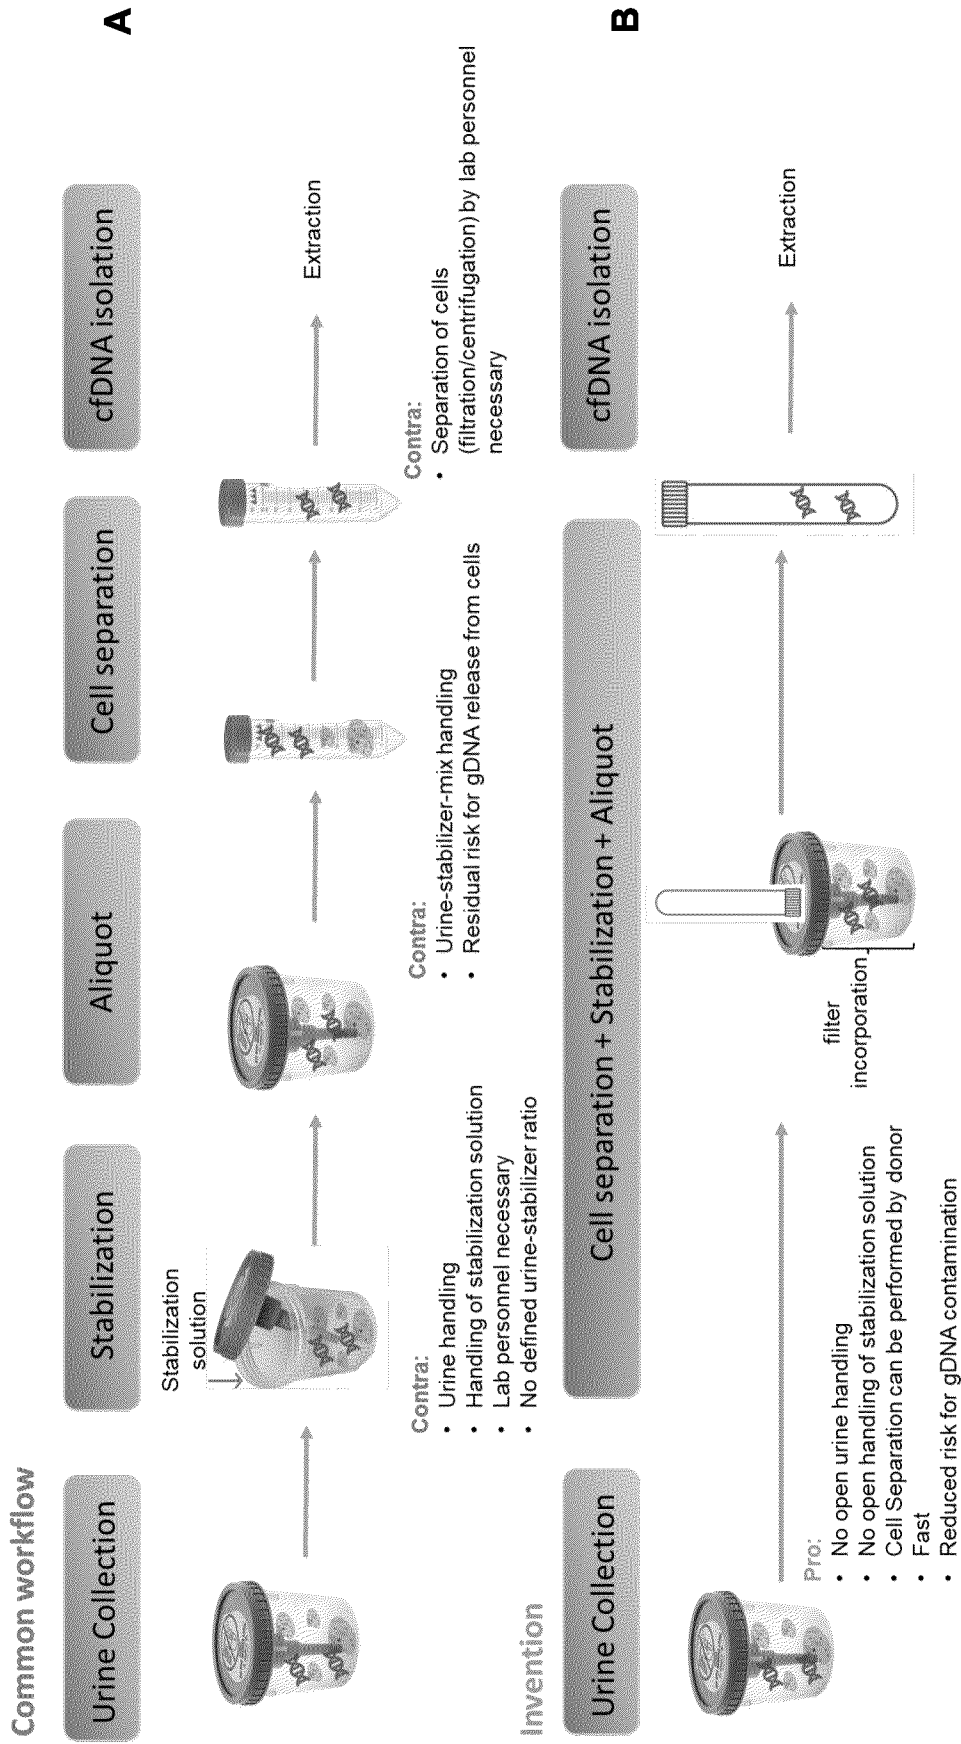 Common workflow
A
Urine Collection
Stabilization
Aliquot
Cell separation
cfDNA isolation
Stabilization
solution
Extraction
Contra:
• Urine handling
• Handling of stabilization solution
• Lab personnel necessary
• No defined urine-stabilizer ratio
Contra:
• Urine-stabilizer-mix handling
• Residual risk for gDNA release from cells
Contra:
• Separation of cells
(filtration/centrifugation) by lab personnel
necessary
Invention
B
Urine Collection
Cell separation + Stabilization + Aliquot
cfDNA isolation
Extraction
filter
incorporation
Pro:
• No open urine handling
• No open handling of stabilization solution
• Cell Separation can be performed by donor
• Fast
• Reduced risk for gDNA contamination